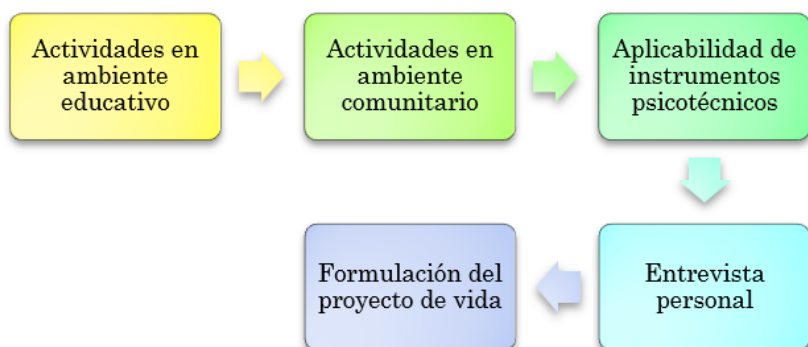 Actividades en
ambiente
educativo
Actividades en
ambiente
comunitario
Aplicabilidad de
instrumentos
psicotécnicos
Entrevista
personal
Formulación del
proyecto de vida